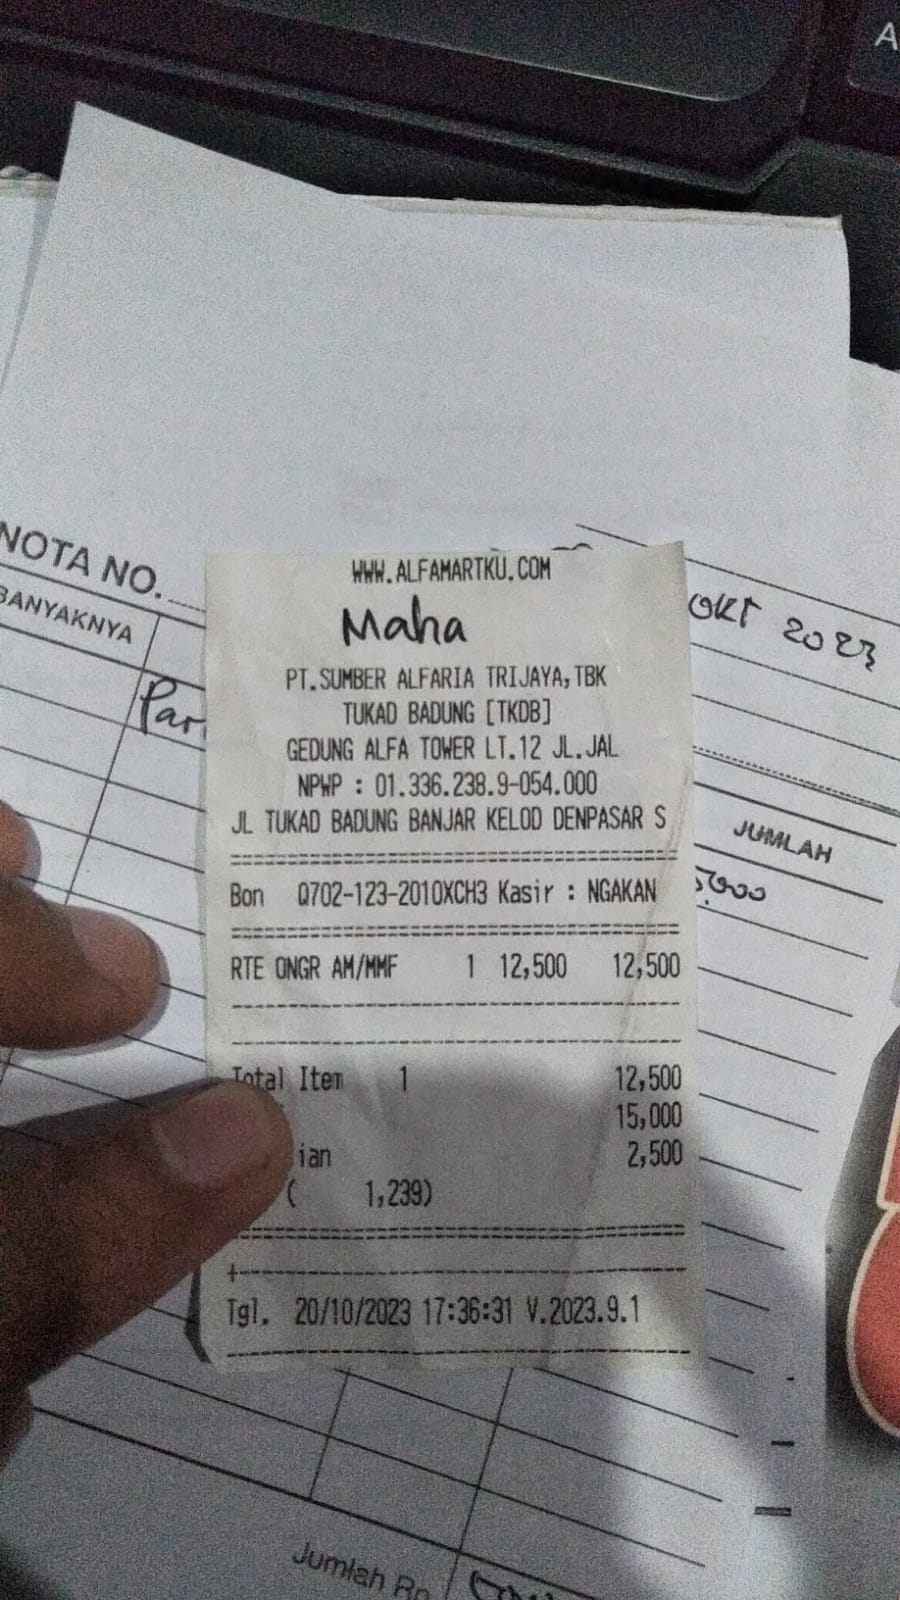 A
NOTA NO.
BANYAKNYA
OKT 2023
JUMLAH
WWW.ALFAMARTKU.COM
Maha
PT.SUMBER ALFARIA TRIJAYA,TBK
TUKAD BADUNG [TKDB]
GEDUNG ALFA TOWER LT.12 JL.JAL
NPWP : 01.336.238.9-054.000
JL TUKAD BADUNG BANJAR KELOD DENPASAR S
Bon Q702-123-2010XCH3 Kasir : NGAKAN
RTE ONGR AM/MMF 1 12,500 12,500
Total Item 1 12,500
15,000
ian 2,500
( 1,239)
Tgl. 20/10/2023 17:36:31 V.2023.9.1
Jumlah Rp